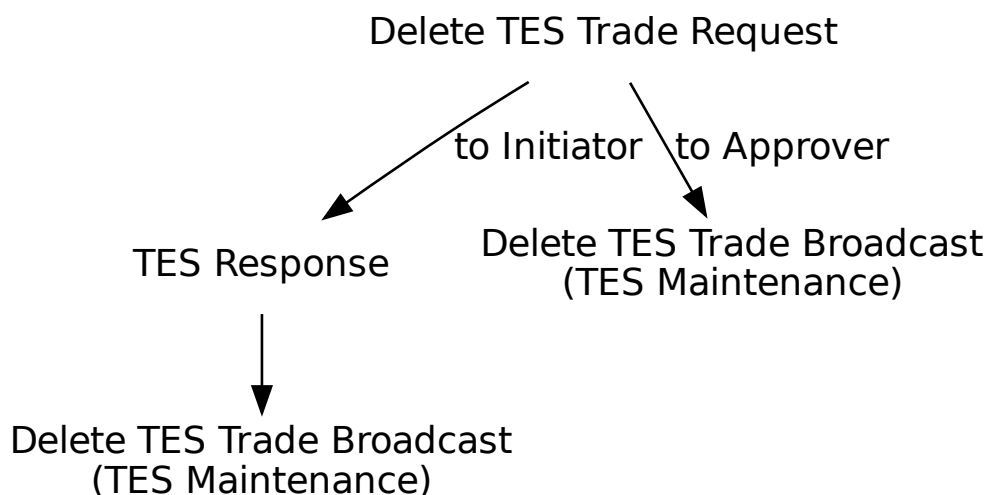 Delete TES Trade Request
to Initiator
to Approver
TES Response
Delete TES Trade Broadcast
(TES Maintenance)
Delete TES Trade Broadcast
(TES Maintenance)